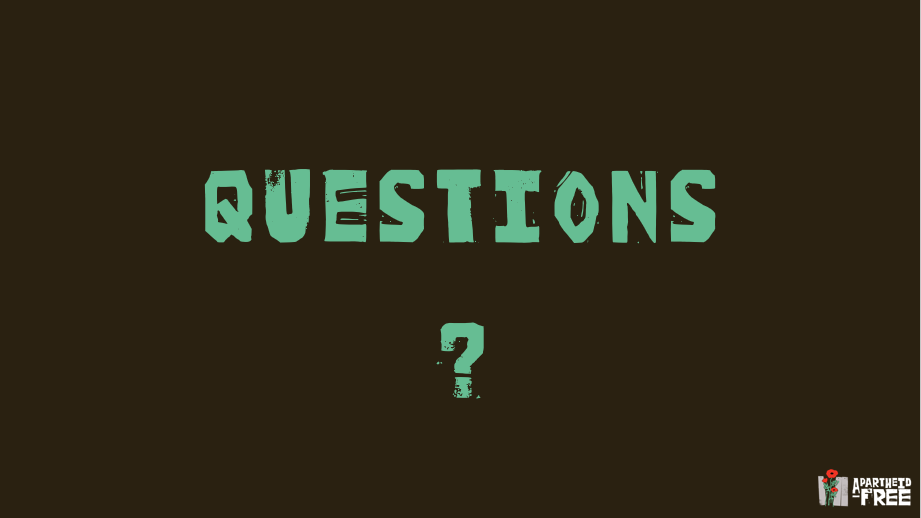 QUESTIONS
?
APARTHEID
-FREE